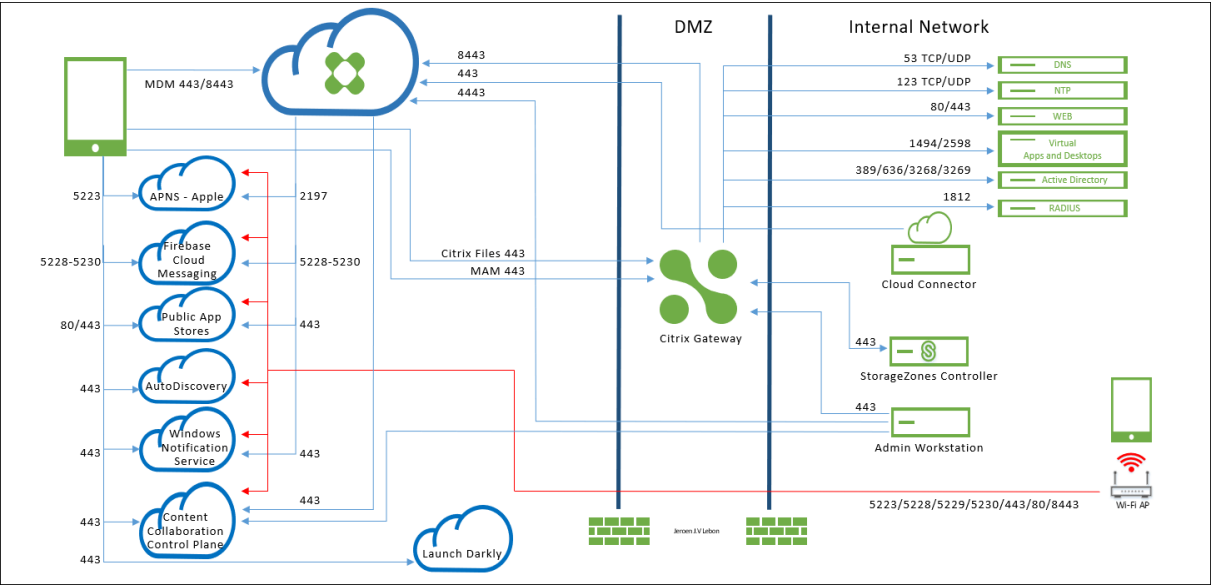 DMZ
Internal Network
MDM 443/8443
8443
443
4443
53 TCP/UDP
DNS
123 TCP/UDP
NTP
80/443
WEB
1494/2598
Virtual
Apps and Desktops
389/636/3268/3269
Active Directory
1812
RADIUS
5223
APNS - Apple
2197
5228-5230
Firebase
Cloud
Messaging
5228-5230
Citrix Files 443
MAM 443
Cloud Connector
80/443
Public App
Stores
443
Citrix Gateway
443
StorageZones Controller
443
AutoDiscovery
443
Admin Workstation
443
Windows
Notification
Service
443
443
Content
Collaboration
Control Plane
443
5223/5228/5229/5230/443/80/8443
Wi-Fi AP
Jeroen J.V Lebon
443
Launch Darkly